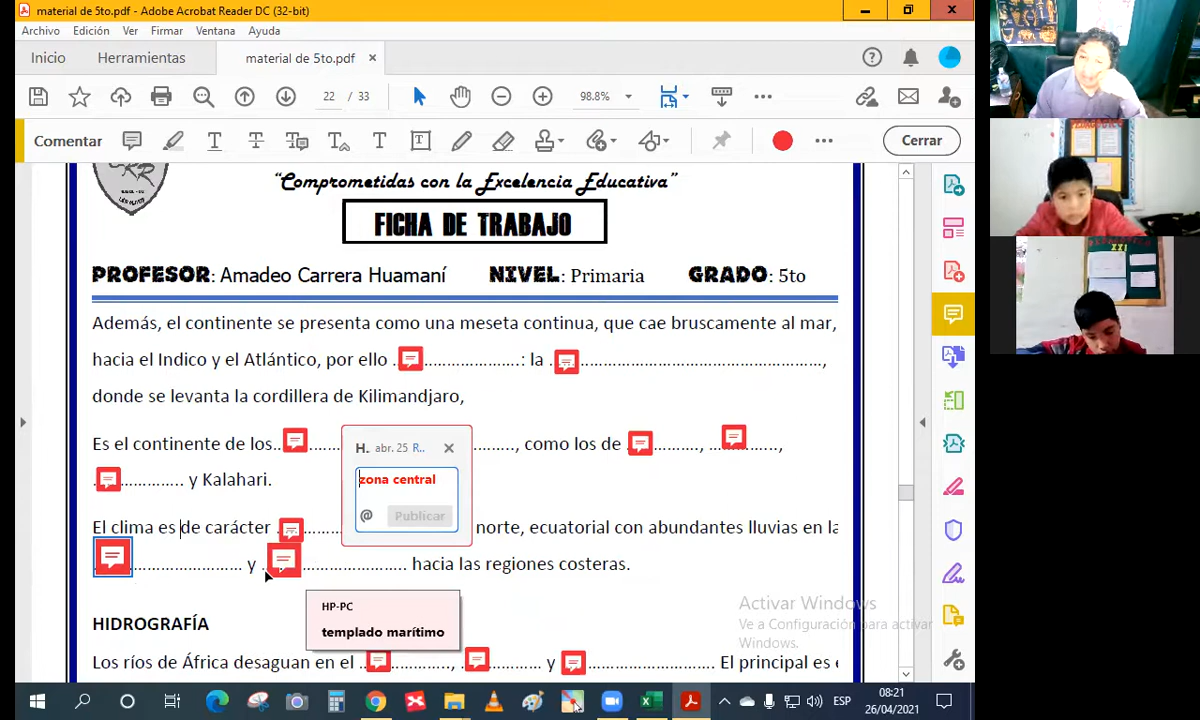 material de 5to.pdf - Adobe Acrobat Reader DC (32-bit)
Archivo Edición Ver Firmar Ventana Ayuda
Inicio Herramientas material de 5to.pdf ×
22 / 33 98.8%
Comentar Cerrar
"Comprometidas con la Excelencia Educativa"
FICHA DE TRABAJO
PROFESOR: Amadeo Carrera Huamaní NIVEL: Primaria GRADO: 5to
Además, el continente se presenta como una meseta continua, que cae bruscamente al mar,
hacia el Indico y el Atlántico, por ello ....................: la ......................................................,
donde se levanta la cordillera de Kilimandjaro,
Es el continente de los..................., como los de .............., ..............,
................. y Kalahari.
H. abr. 25 R..
zona central
@ Publicar
El clima es de carácter ............ norte, ecuatorial con abundantes lluvias en la
............................ y ............................ hacia las regiones costeras.
HP-PC
templado marítimo
HIDROGRAFÍA
Los ríos de África desaguan en el ..............., .............. y .......................... El principal es e
Activar Windows
Ve a Configuración para activar
Windows.
ESP
08:21
26/04/2021